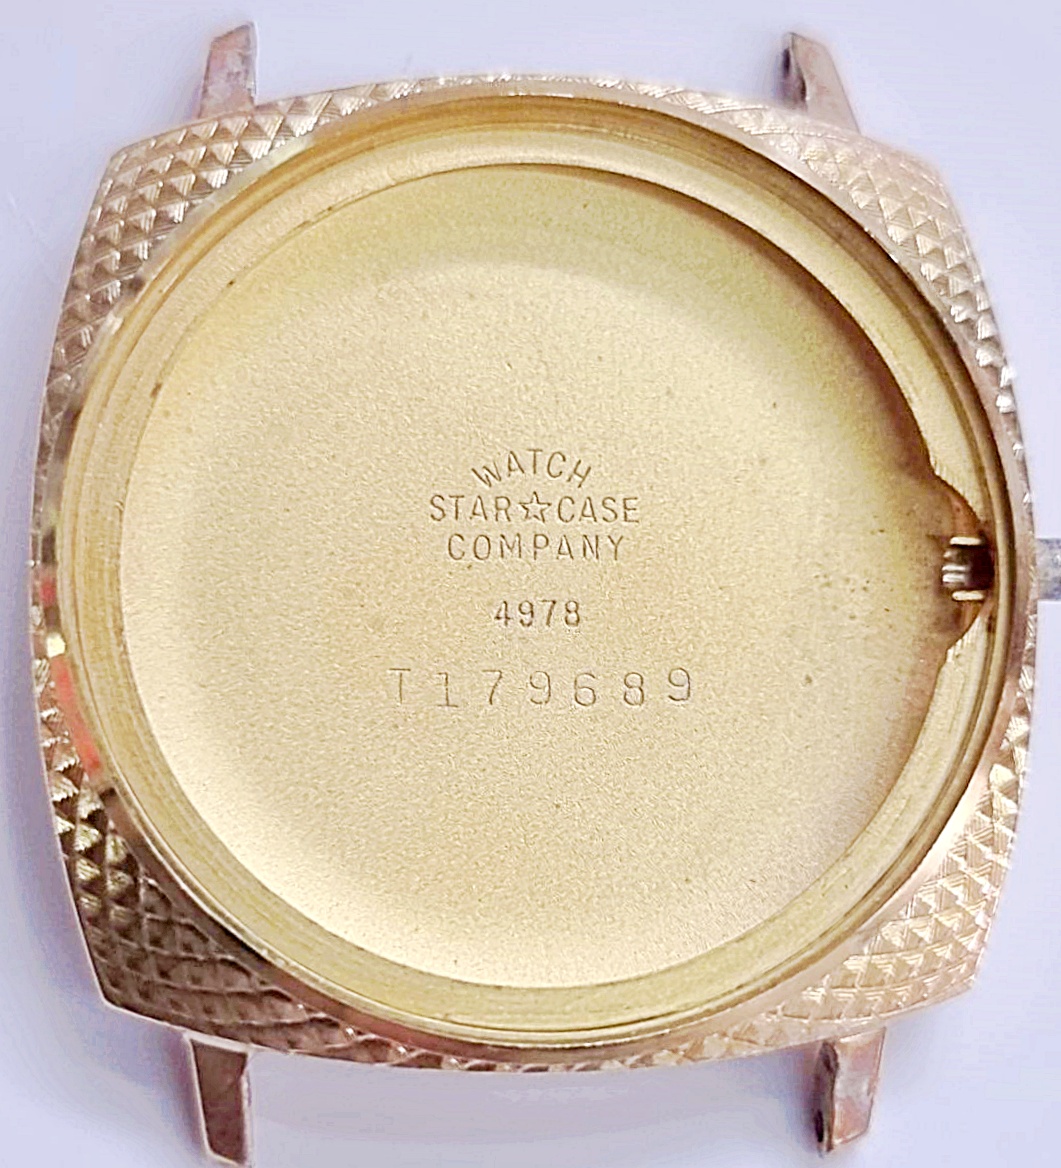 WATCH
STAR☆CASE
COMPANY
4978
T179689